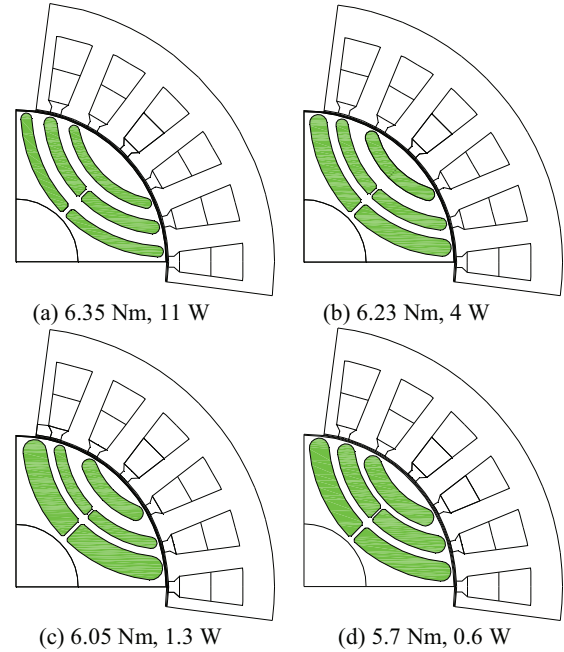 (a) 6.35 Nm, 11 W
(b) 6.23 Nm, 4 W
(c) 6.05 Nm, 1.3 W
(d) 5.7 Nm, 0.6 W